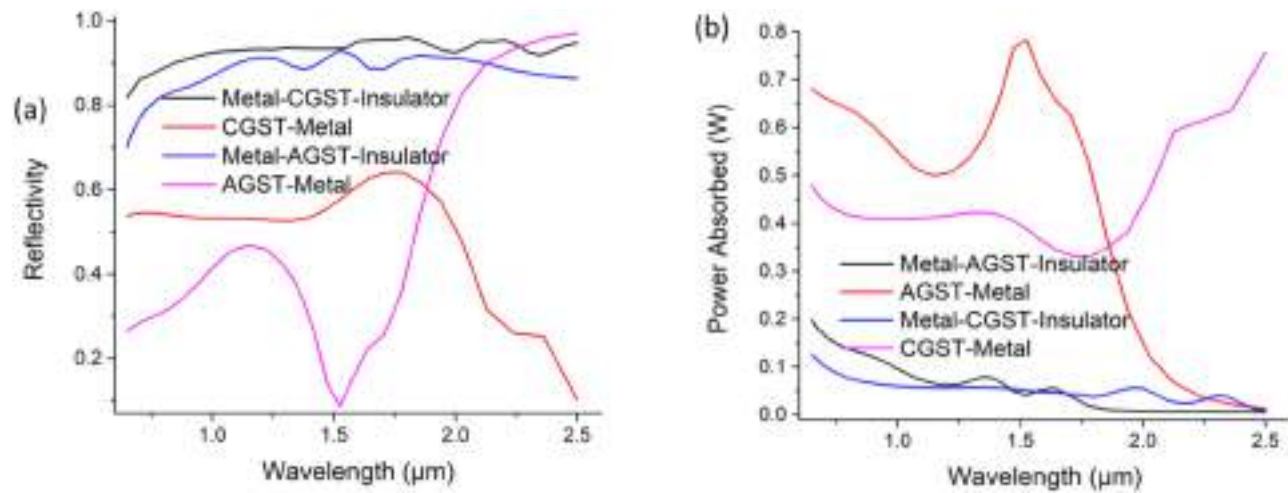 (a)
Reflectivity
1.0
0.8
0.6
0.4
0.2
Metal-CGST-Insulator
CGST-Metal
Metal-AGST-Insulator
AGST-Metal
1.0
1.5
2.0
2.5
Wavelength (μm)
(b)
Power Absorbed (W)
0.8
0.7
0.6
0.5
0.4
0.3
0.2
0.1
0.0
Metal-AGST-Insulator
AGST-Metal
Metal-CGST-Insulator
CGST-Metal
1.0
1.5
2.0
2.5
Wavelength (μm)